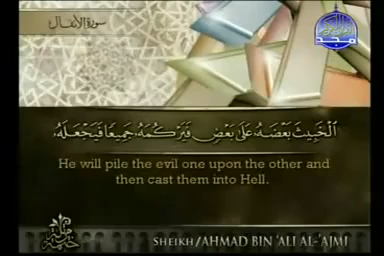 سورة الأنفال
المجد
الْخَبِيثَ بَعْضَهُ عَلَىٰ بَعْضٍ فَيَرْكُمَهُ جَمِيعًا فَيَجْعَلَهُ
He will pile the evil one upon the other and
then cast them into Hell.
SHEIKH/AHMAD BIN 'ALI AL-'AJMI